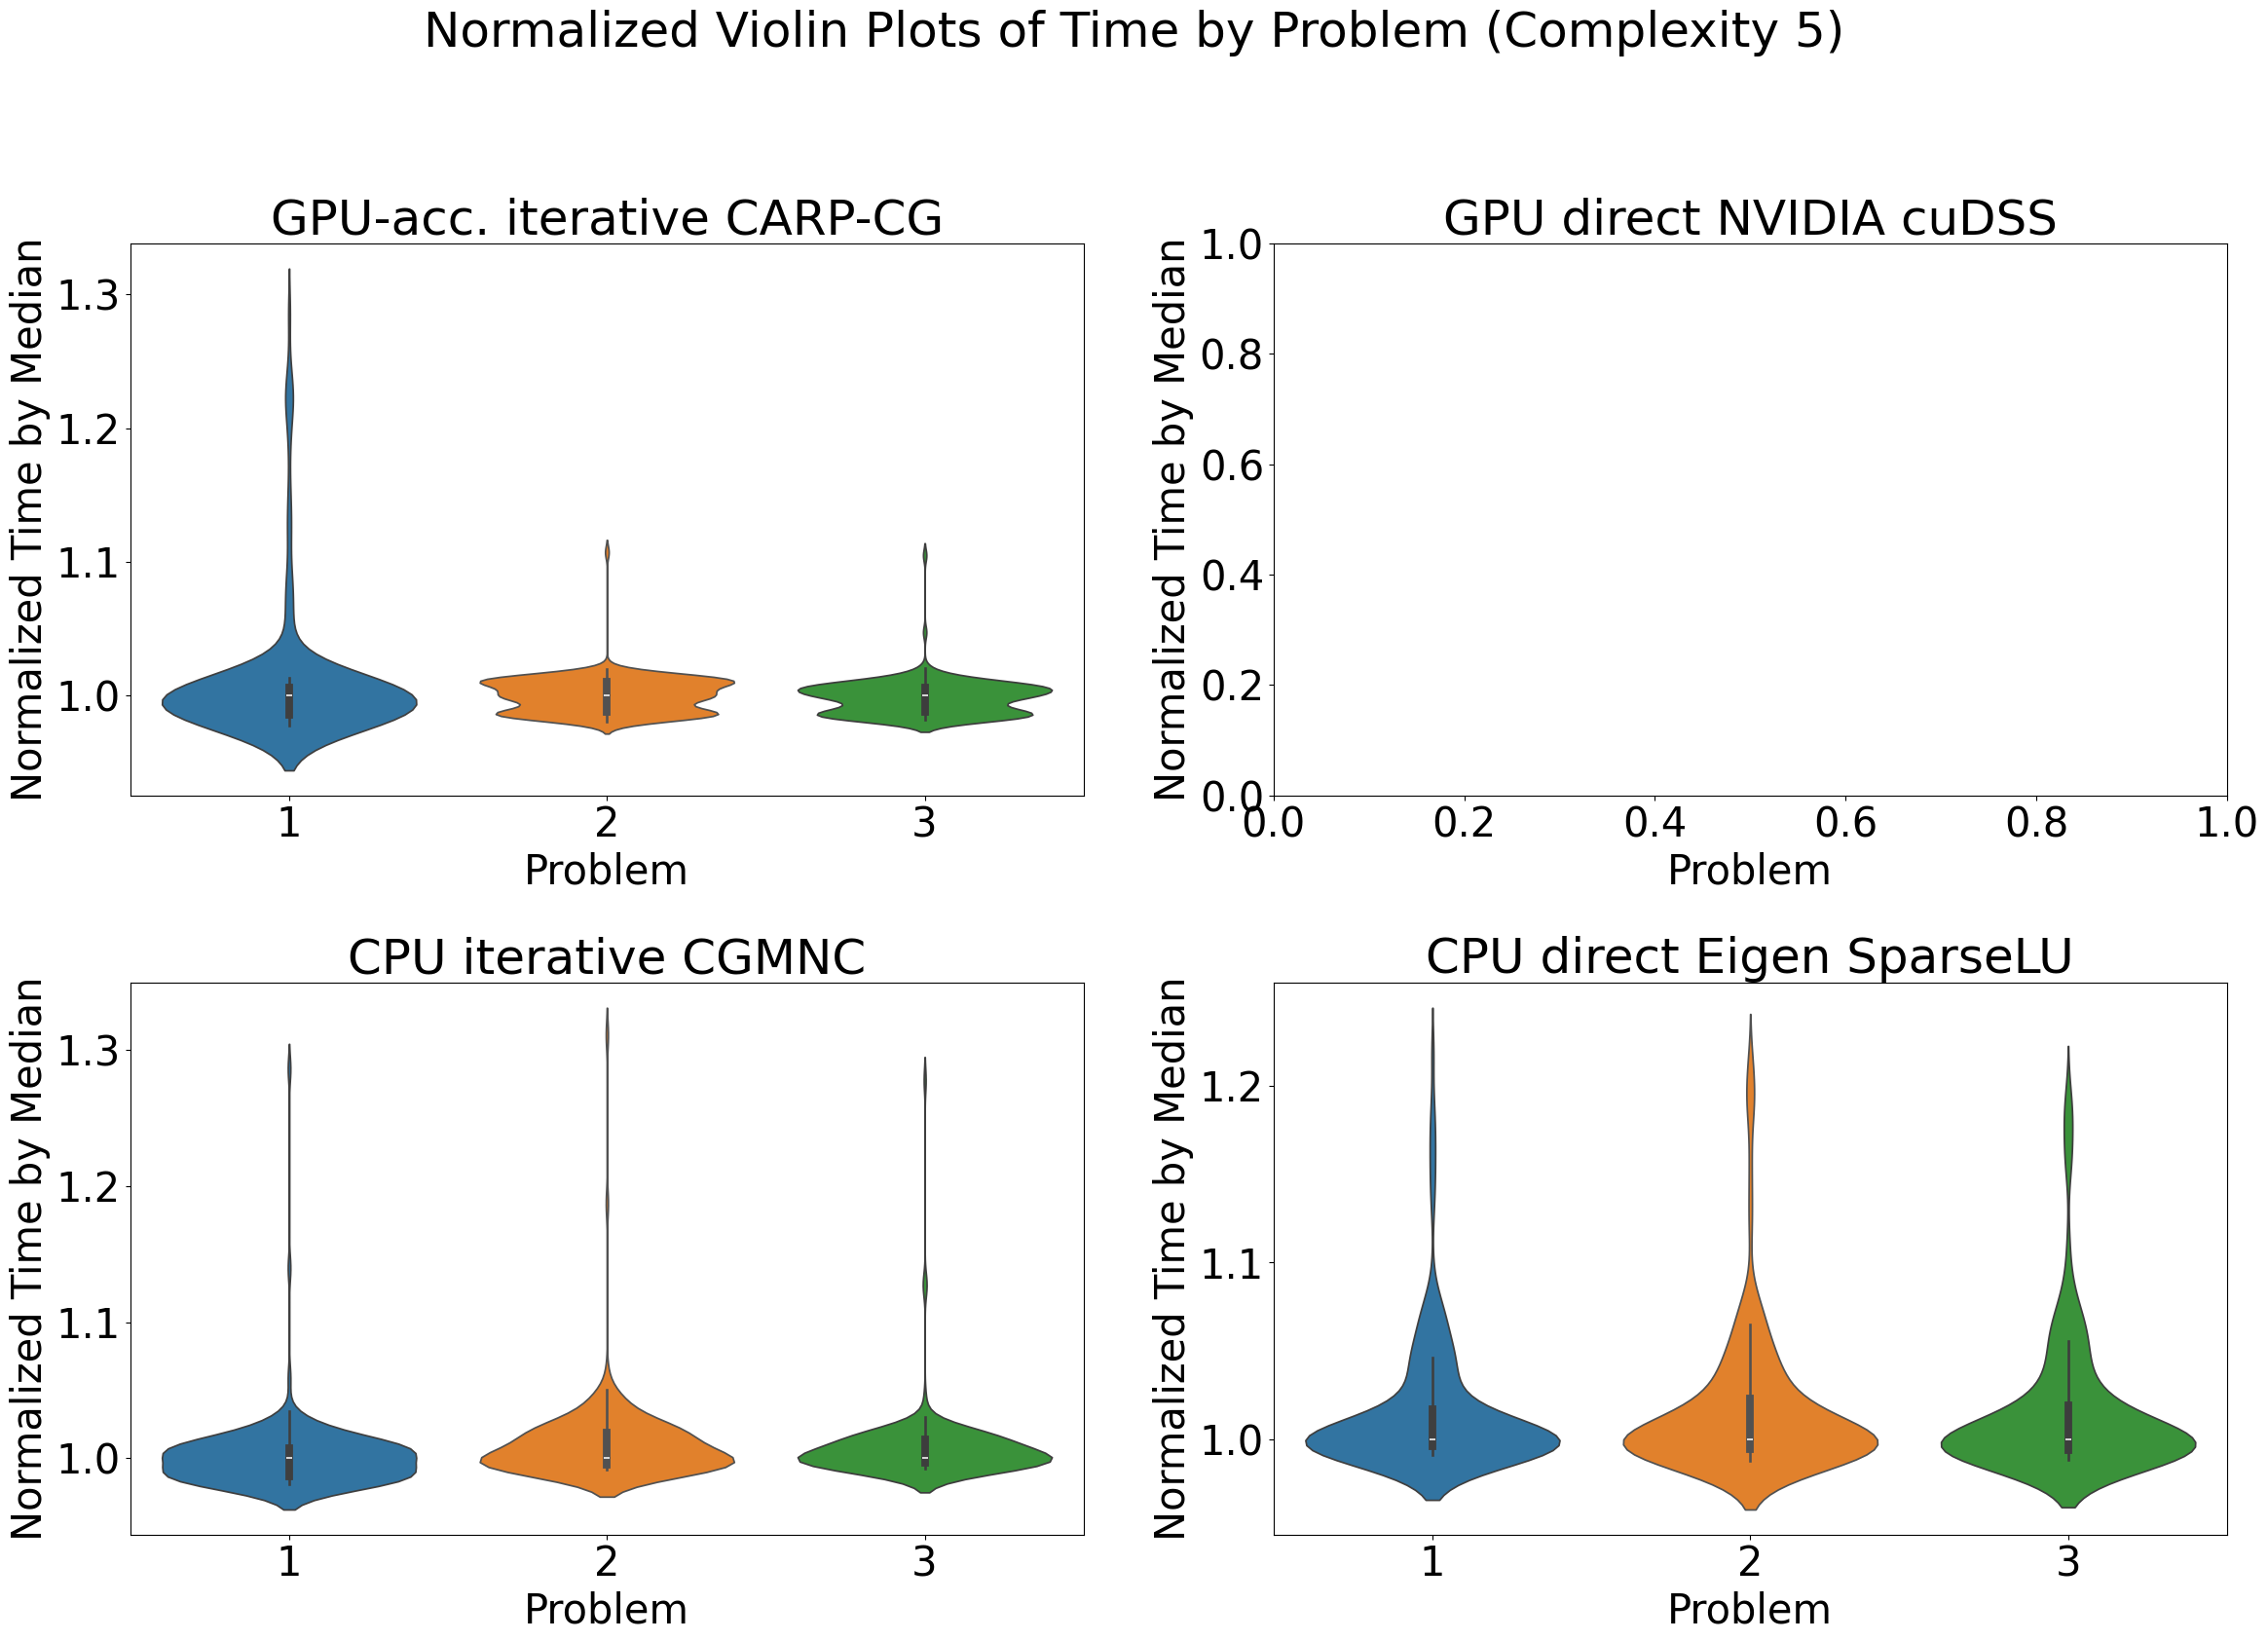 Normalized Violin Plots of Time by Problem (Complexity 5)
GPU-acc. iterative CARP-CG
Normalized Time by Median
1.3
1.2
1.1
1.0
1 2 3
Problem
GPU direct NVIDIA cuDSS
Normalized Time by Median
1.0
0.8
0.6
0.4
0.2
0.0
0.0 0.2 0.4 0.6 0.8 1.0
Problem
CPU iterative CGMNC
Normalized Time by Median
1.3
1.2
1.1
1.0
1 2 3
Problem
CPU direct Eigen SparseLU
Normalized Time by Median
1.2
1.1
1.0
1 2 3
Problem